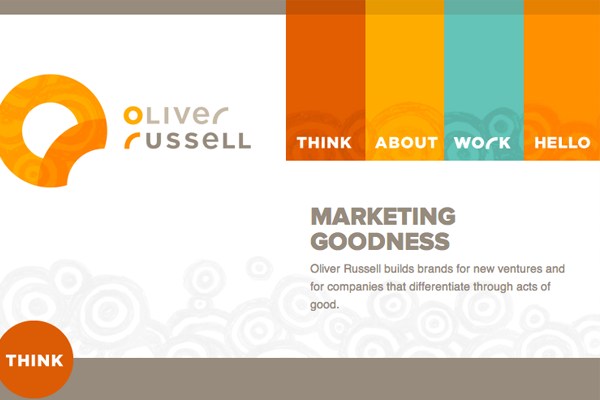 OLIVER
RUSSELL
THINK
ABOUT
WORK
HELLO
MARKETING
GOODNESS
Oliver Russell builds brands for new ventures and
for companies that differentiate through acts of
good.
THINK